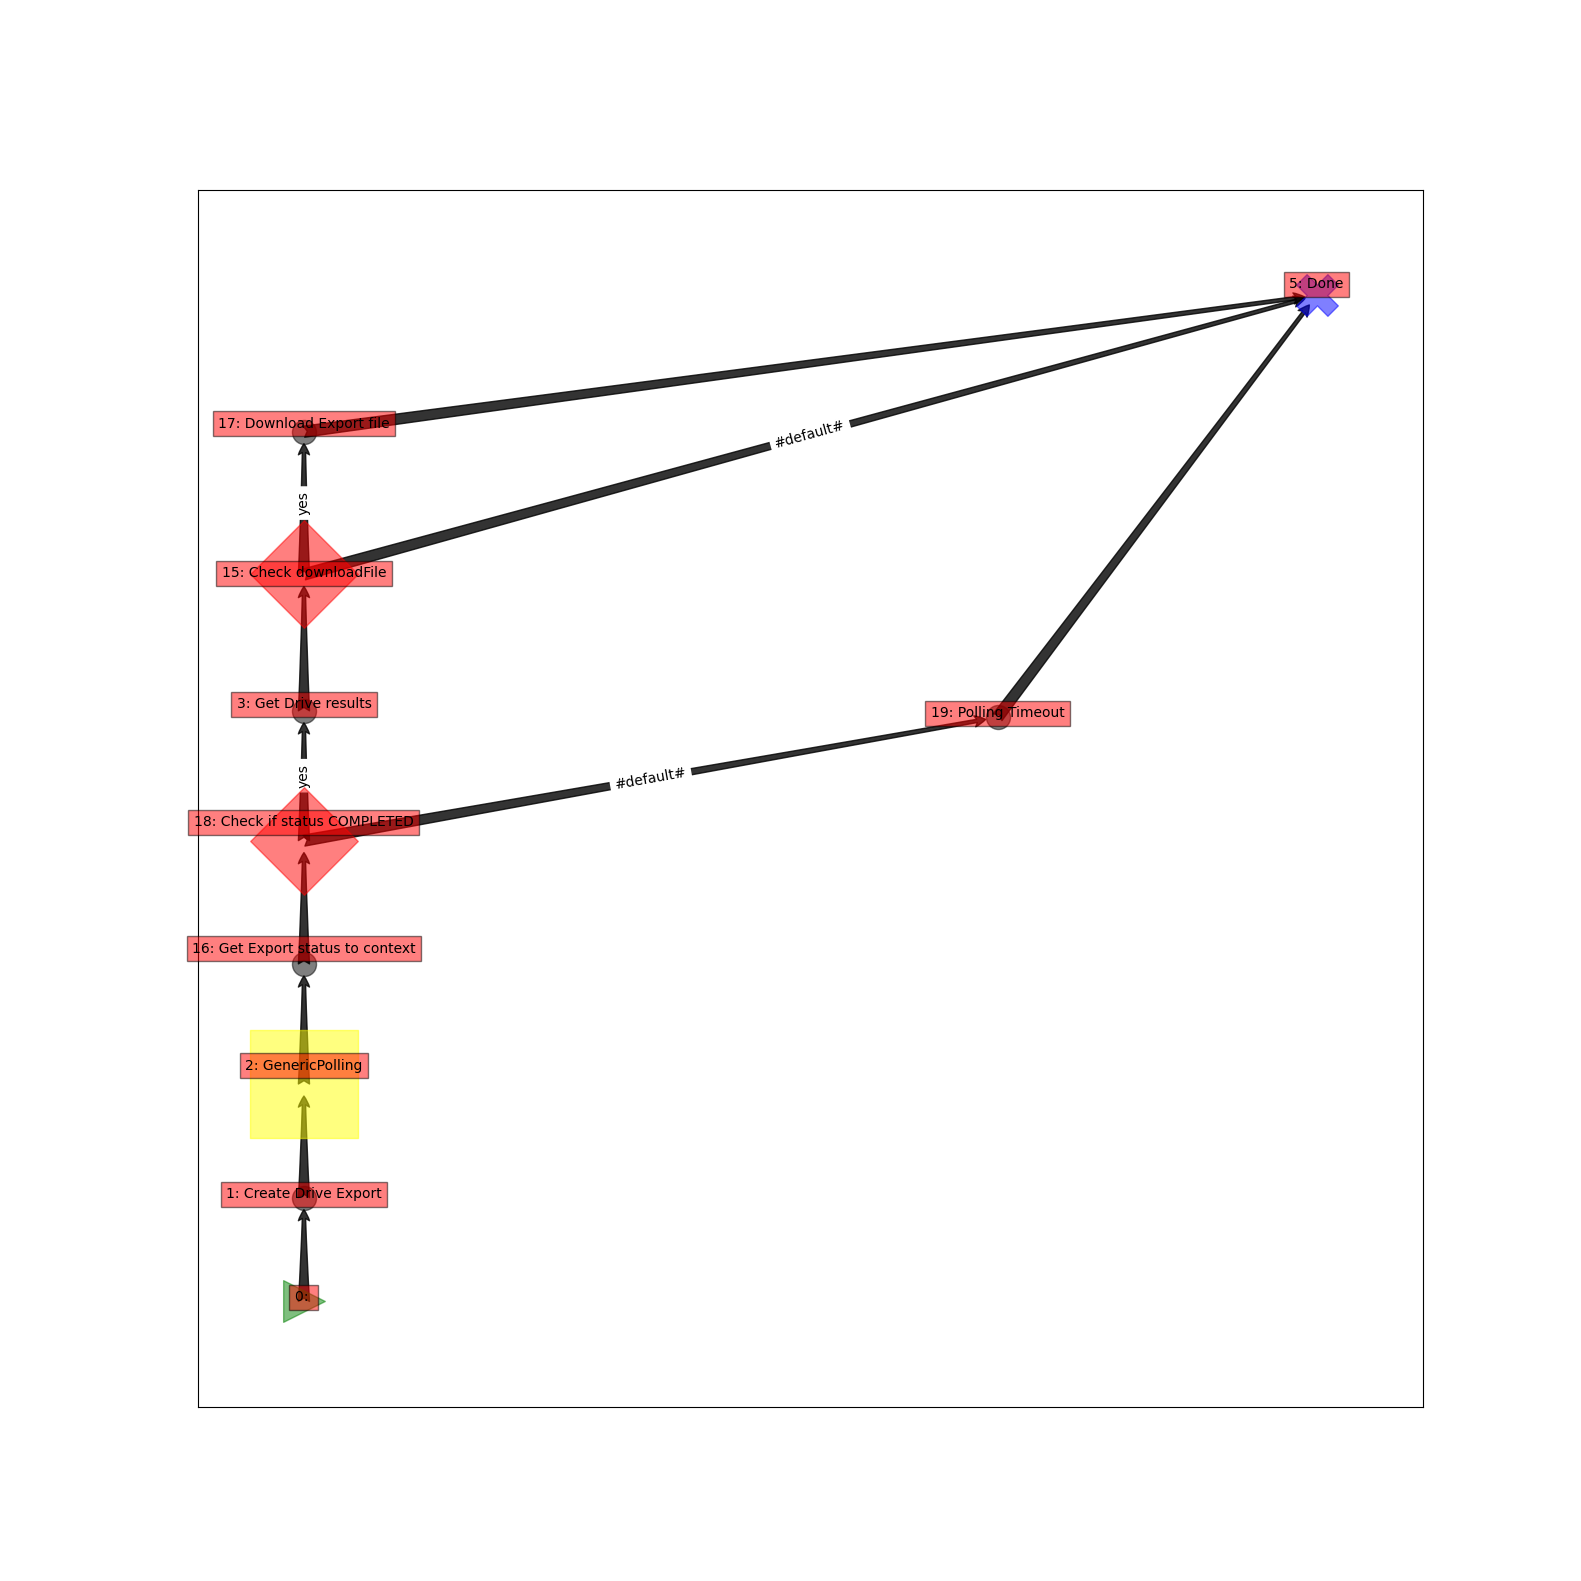 5: Done
17: Download Export file
#default#
yes
15: Check downloadFile
3: Get Drive results
19: Polling Timeout
#default#
yes
18: Check if status COMPLETED
16: Get Export status to context
2: GenericPolling
1: Create Drive Export
0: